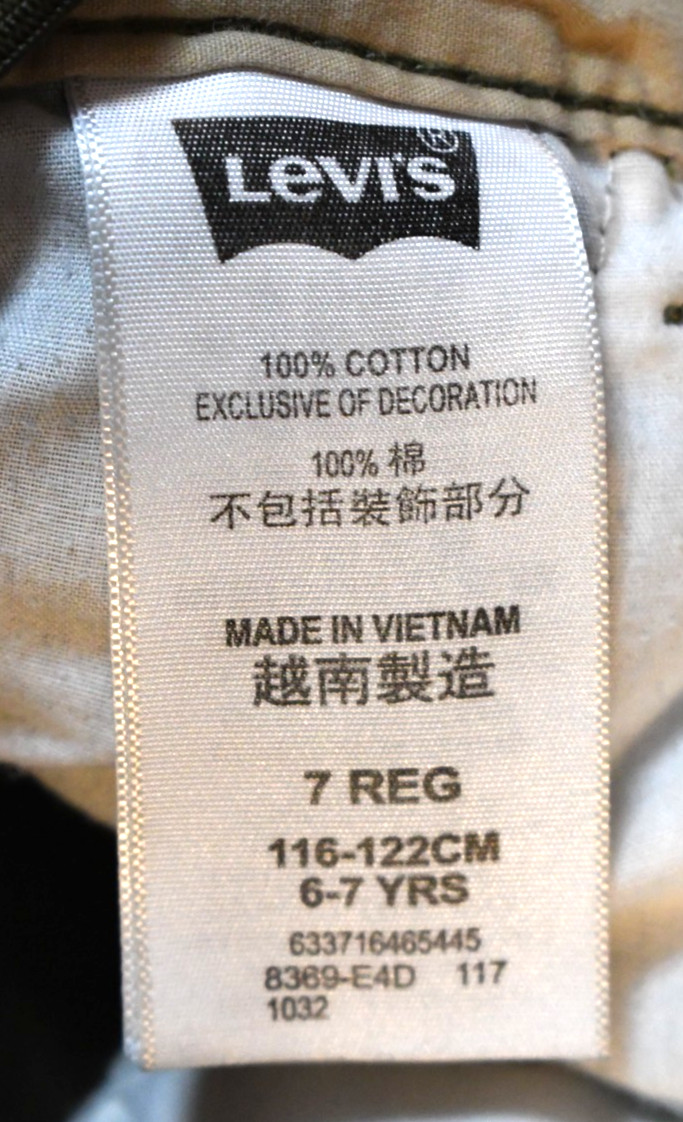 Levi's®
100% COTTON
EXCLUSIVE OF DECORATION
100% 棉
不包括裝飾部分
MADE IN VIETNAM
越南製造
7 REG
116-122CM
6-7 YRS
633716465445
8369-E4D 117
1032